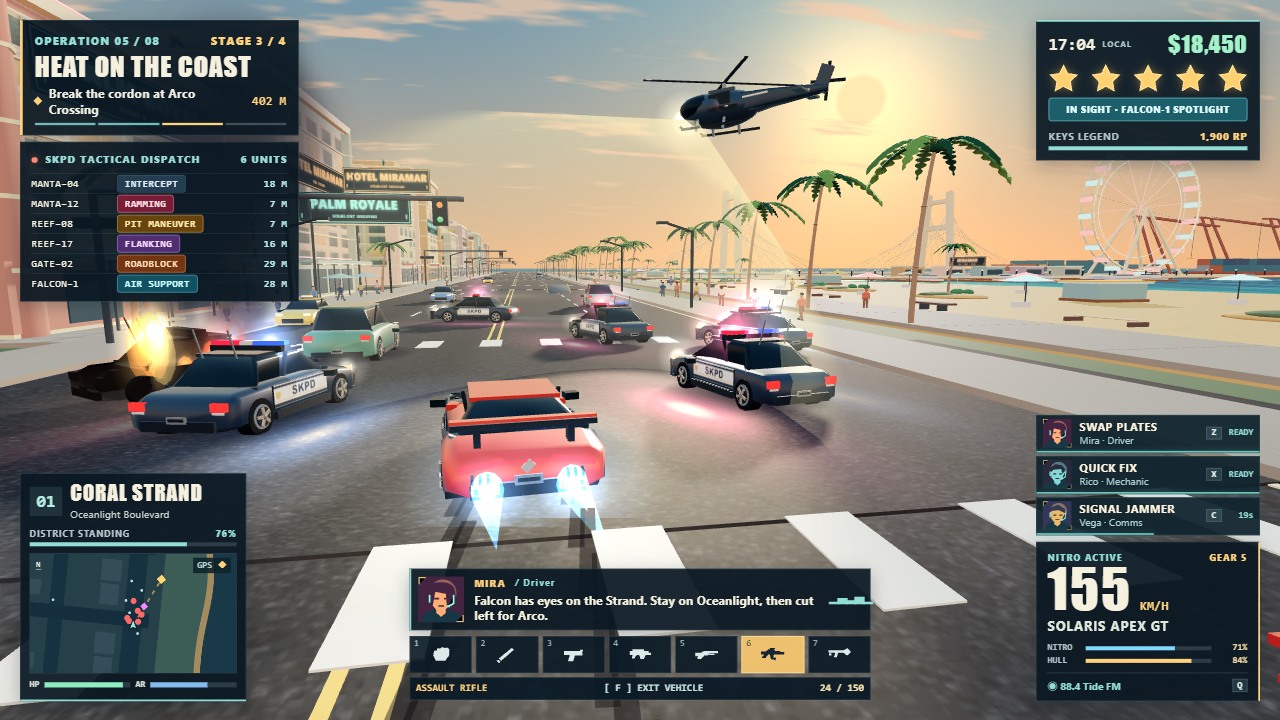 OPERATION 05 / 08 STAGE 3 / 4
HEAT ON THE COAST
Break the cordon at Arco Crossing 402 M
SKPD TACTICAL DISPATCH 6 UNITS
MANTA-04 INTERCEPT 18 M
MANTA-12 RAMMING 7 M
REEF-08 PIT MANEUVER 7 M
REEF-17 FLANKING 16 M
GATE-02 ROADBLOCK 29 M
FALCON-1 AIR SUPPORT 28 M
17:04 LOCAL $18,450
IN SIGHT · FALCON-1 SPOTLIGHT
KEYS LEGEND 1,900 RP
HOTEL MIRAMAR
MIRAMAR
PALM ROYALE
SKPD
SKPD
SKPD
01 CORAL STRAND
Oceanlight Boulevard
DISTRICT STANDING 76%
N GPS
HP AR
MIRA / Driver
Falcon has eyes on the Strand. Stay on Oceanlight, then cut
left for Arco.
1 2 3 4 5 6 7
ASSAULT RIFLE [ F ] EXIT VEHICLE 24 / 150
SWAP PLATES
Mira · Driver Z READY
QUICK FIX
Rico · Mechanic X READY
SIGNAL JAMMER
Vega · Comms C 19s
NITRO ACTIVE GEAR 5
155 KM/H
SOLARIS APEX GT
NITRO 71%
HULL 84%
88.4 Tide FM Q